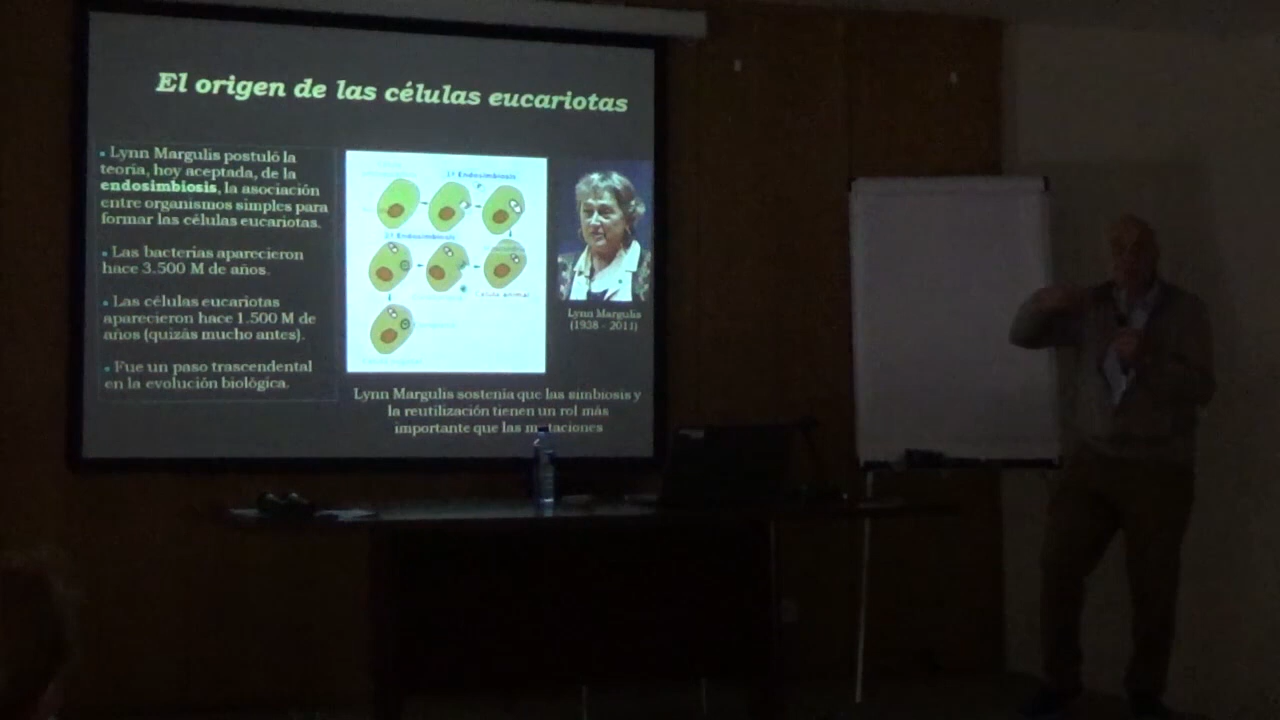 El origen de las células eucariotas
▪ Lynn Margulis postuló la
teoría, hoy aceptada, de la
endosimbiosis, la asociación
entre organismos simples para
formar las células eucariotas.
▪ Las bacterias aparecieron
hace 3.500 M de años.
▪ Las células eucariotas
aparecieron hace 1.500 M de
años (quizás mucho antes).
▪ Fue un paso trascendental
en la evolución biológica.
1ª Endosimbiosis
2ª Endosimbiosis
Célula animal
Lynn Margulis
(1938 - 2011)
Lynn Margulis sostenía que las simbiosis y
la reutilización tienen un rol más
importante que las mutaciones